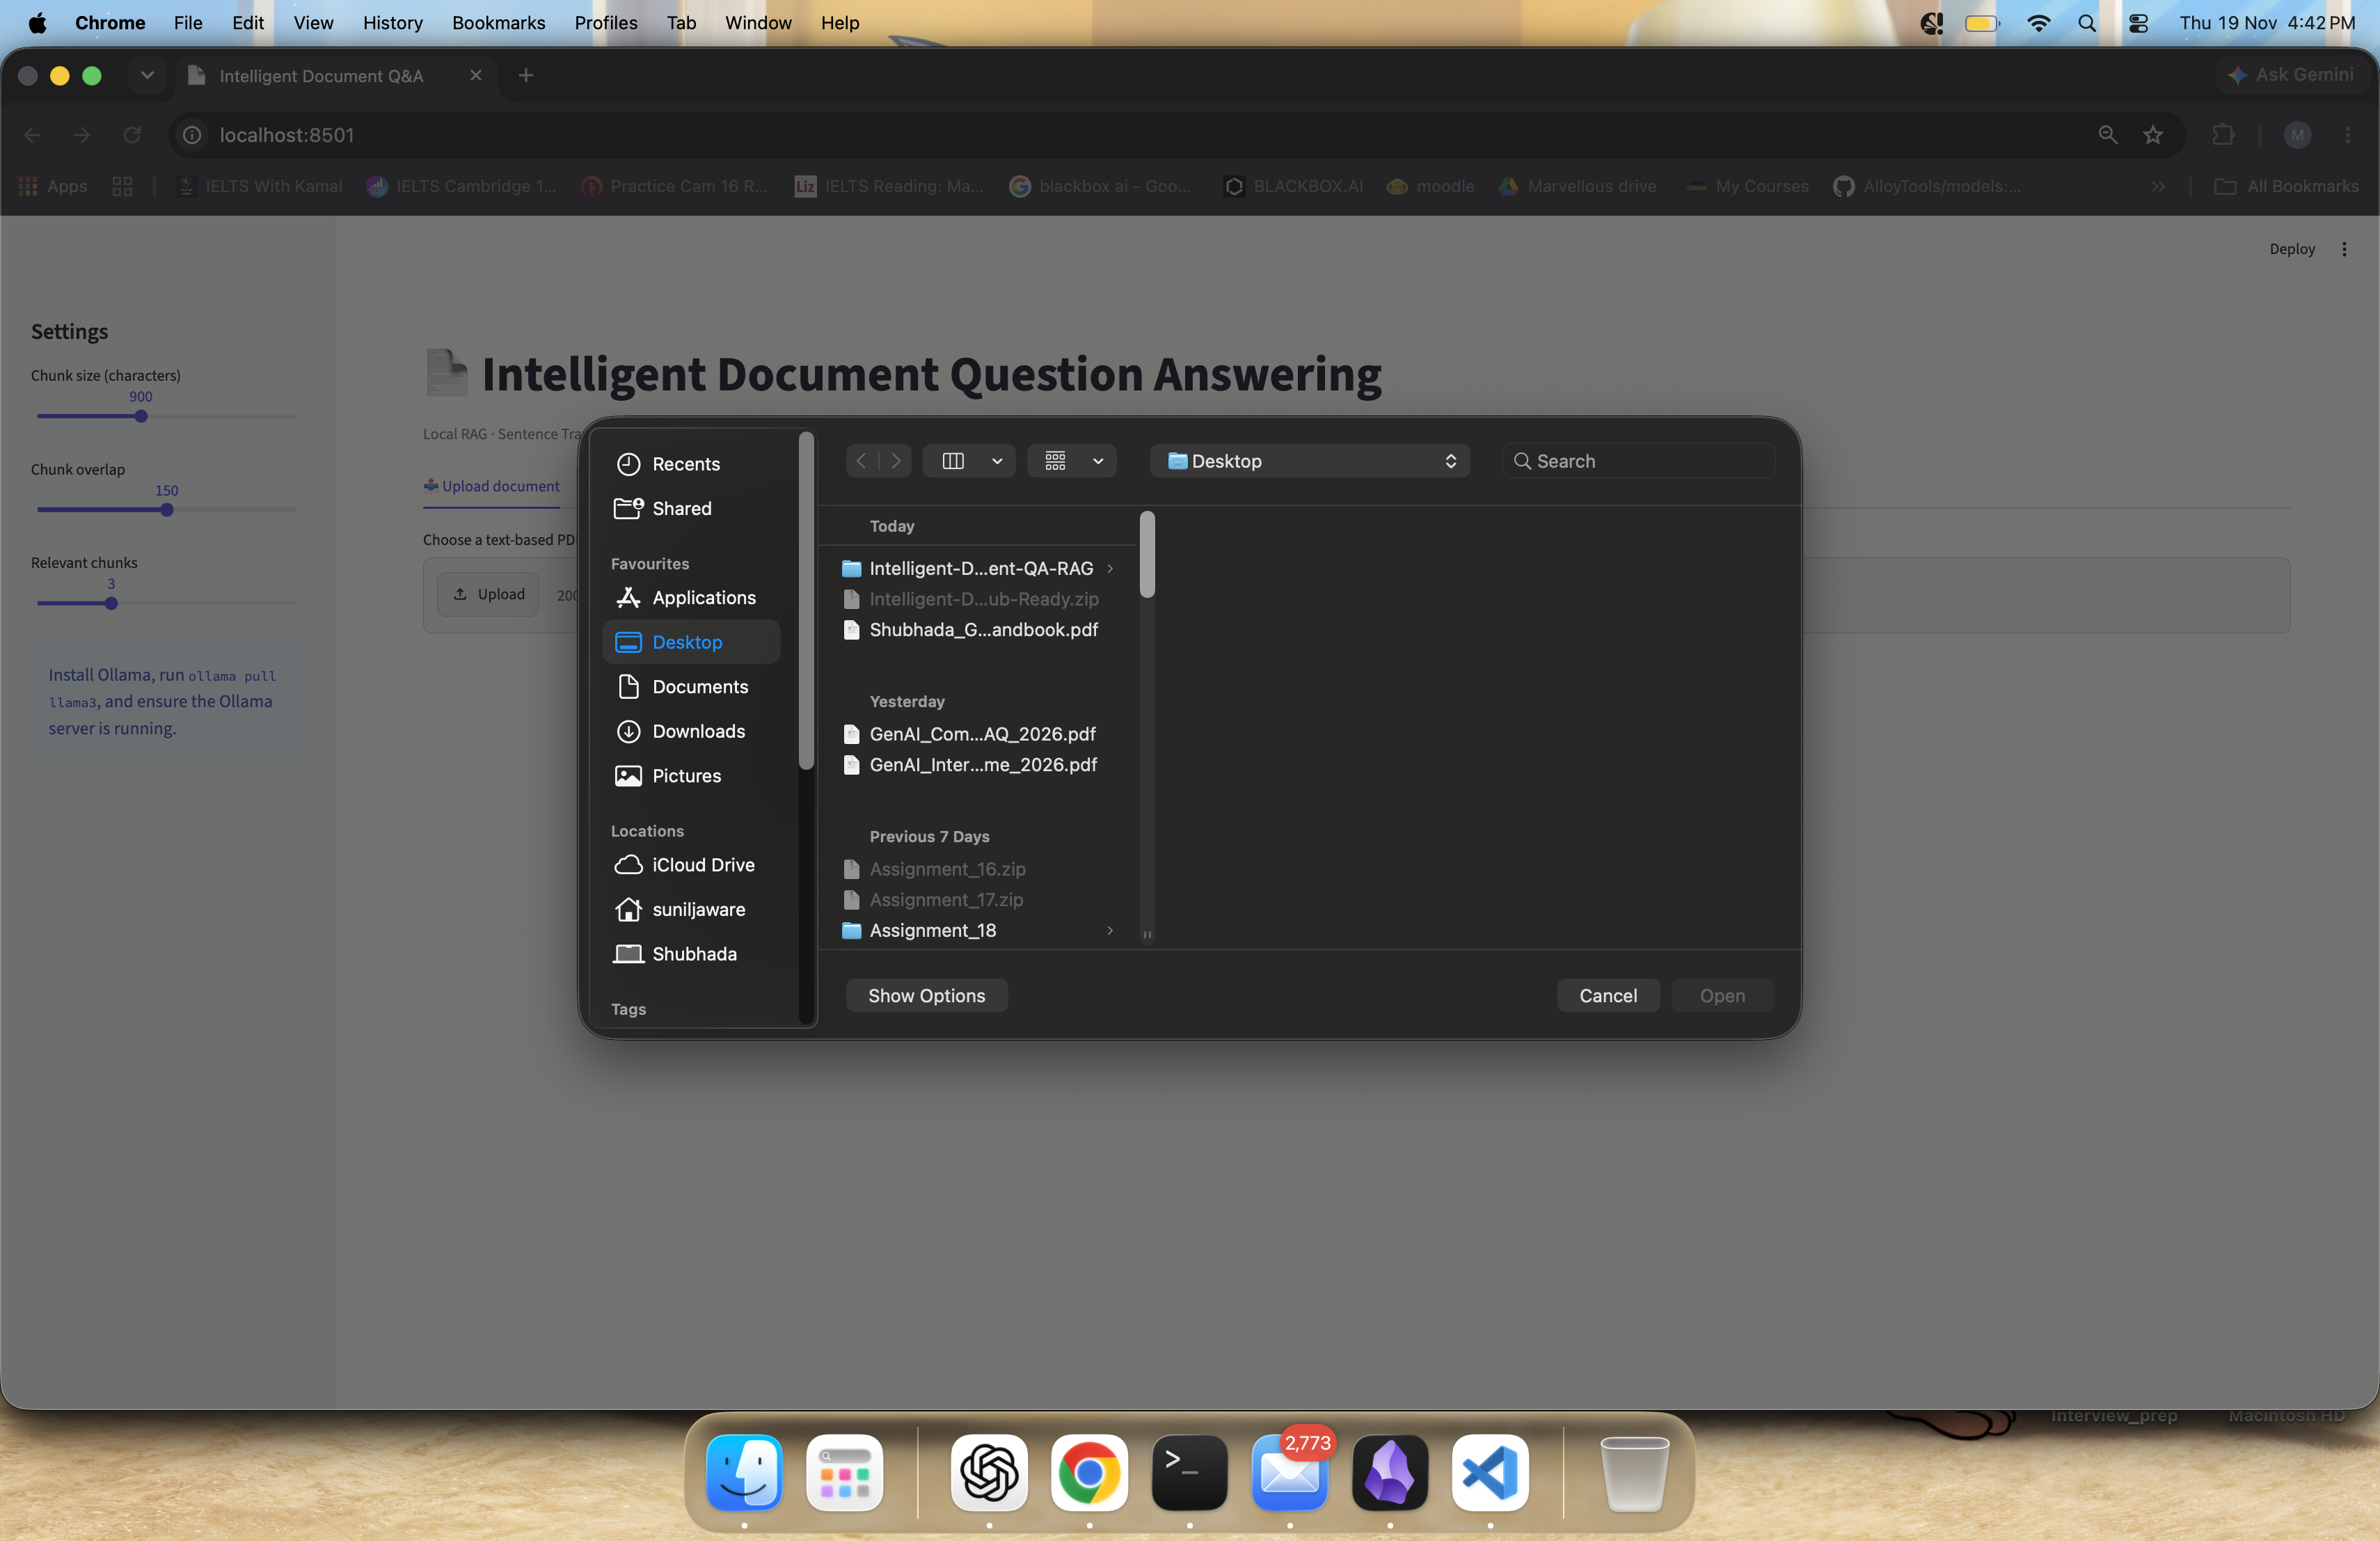 Chrome File Edit View History Bookmarks Profiles Tab Window Help Thu 19 Nov 4:42 PM
Intelligent Document Q&A Ask Gemini
localhost:8501 M
Apps IELTS With Kamal IELTS Cambridge 1... Practice Cam 16 R... Liz IELTS Reading: Ma... blackbox ai - Goo... BLACKBOX.AI moodle Marvellous drive My Courses AlloyTools/models:... All Bookmarks
Deploy
Settings
Chunk size (characters)
900
Chunk overlap
150
Relevant chunks
3
Install Ollama, run ollama pull
llama3, and ensure the Ollama
server is running.
Intelligent Document Question Answering
Local RAG · Sentence Tra
Upload document
Choose a text-based PD
Upload 200
Recents
Shared
Favourites
Applications
Desktop
Documents
Downloads
Pictures
Locations
iCloud Drive
suniljaware
Shubhada
Tags
Desktop Search
Today
Intelligent-D...ent-QA-RAG
Intelligent-D...ub-Ready.zip
Shubhada_G...andbook.pdf
Yesterday
GenAI_Com...AQ_2026.pdf
GenAI_Inter...me_2026.pdf
Previous 7 Days
Assignment_16.zip
Assignment_17.zip
Assignment_18
Show Options Cancel Open
Interview_prep Macintosh HD
2,773